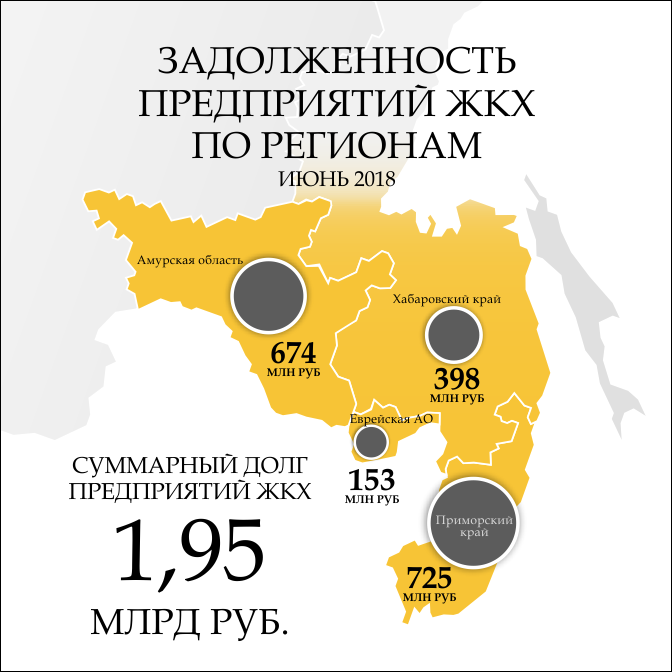 ЗАДОЛЖЕННОСТЬ
ПРЕДПРИЯТИЙ ЖКХ
ПО РЕГИОНАМ
ИЮНЬ 2018
Амурская область
674
МЛН РУБ
Хабаровский край
398
МЛН РУБ
Еврейская АО
153
МЛН РУБ
Приморский
край
725
МЛН РУБ
СУММАРНЫЙ ДОЛГ
ПРЕДПРИЯТИЙ ЖКХ
1,95
МЛРД РУБ.